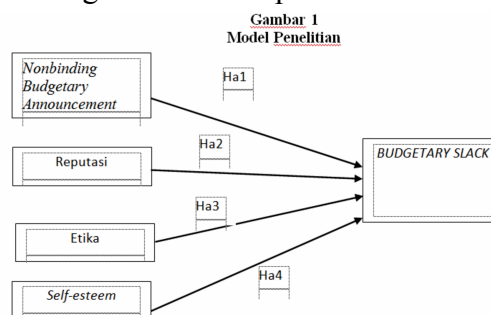 Gambar 1
Model Penelitian
Nonbinding
Budgetary
Announcement
Ha1
Reputasi
Ha2
BUDGETARY SLACK
Ha3
Etika
Ha4
Self-esteem